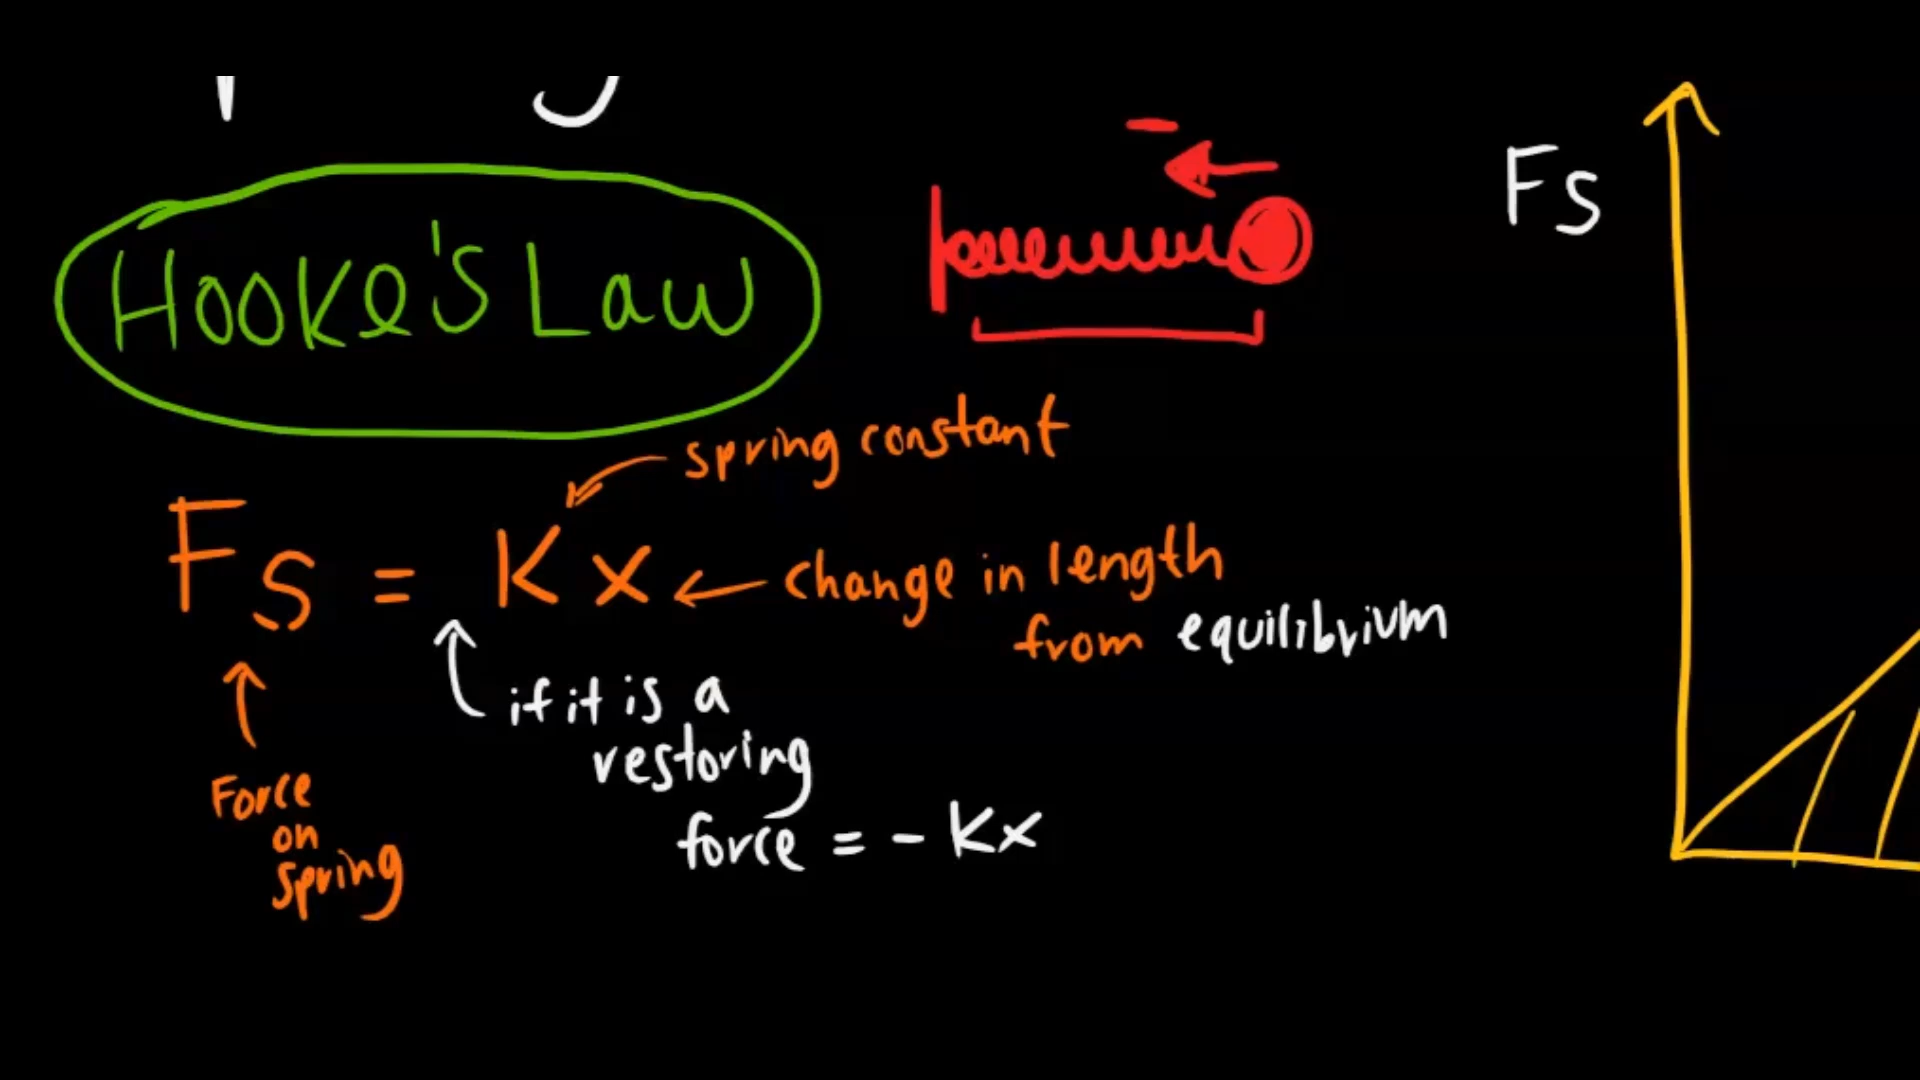 Hooke's Law
Fs
spring constant
Fs = Kx ← change in length
from equilibrium
if it is a
restoring
force = - Kx
Force
on
spring